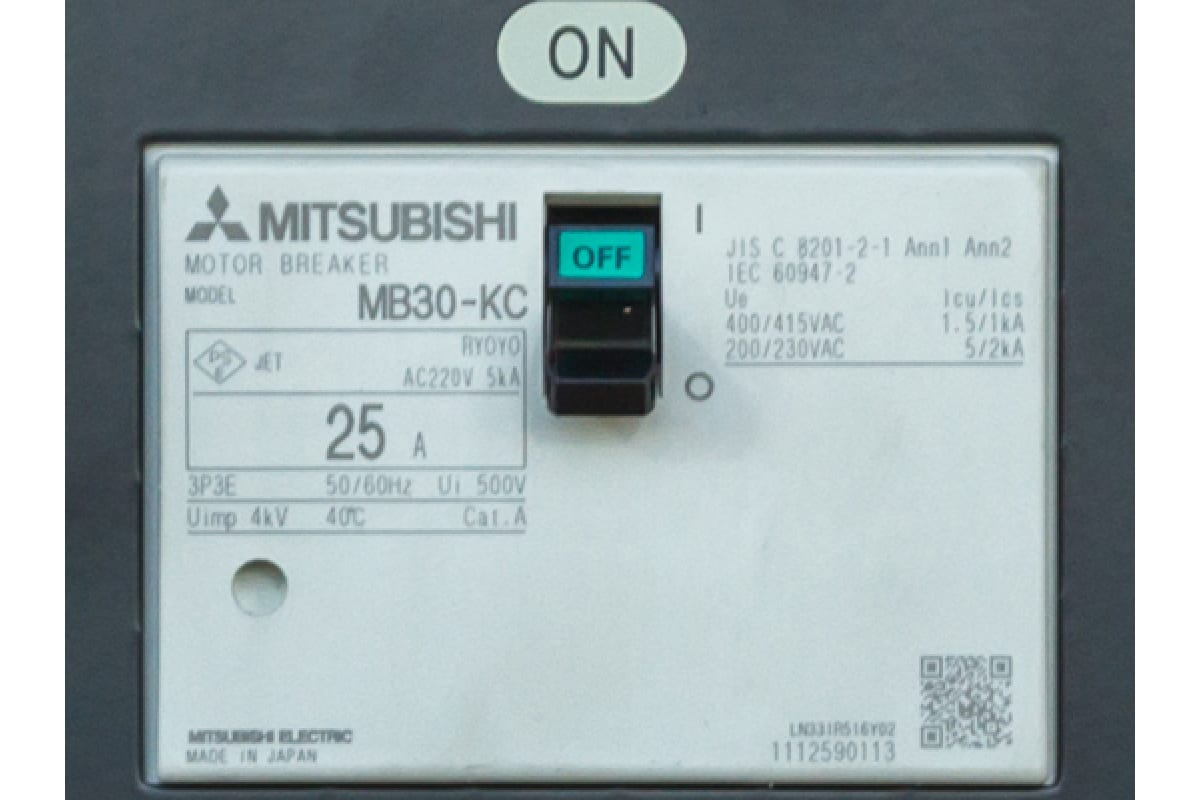 ON
MITSUBISHI
MOTOR BREAKER
MODEL MB30-KC
JET RYOYO
AC220V 5kA
25 A
3P3E 50/60Hz Ui 500V
Uimp 4kV 40℃ Cat.A
OFF
I
O
JIS C 8201-2-1 Ann1 Ann2
IEC 60947-2
Ue Icu/Ics
400/415VAC 1.5/1kA
200/230VAC 5/2kA
MITSUBISHI ELECTRIC
MADE IN JAPAN
1112590113